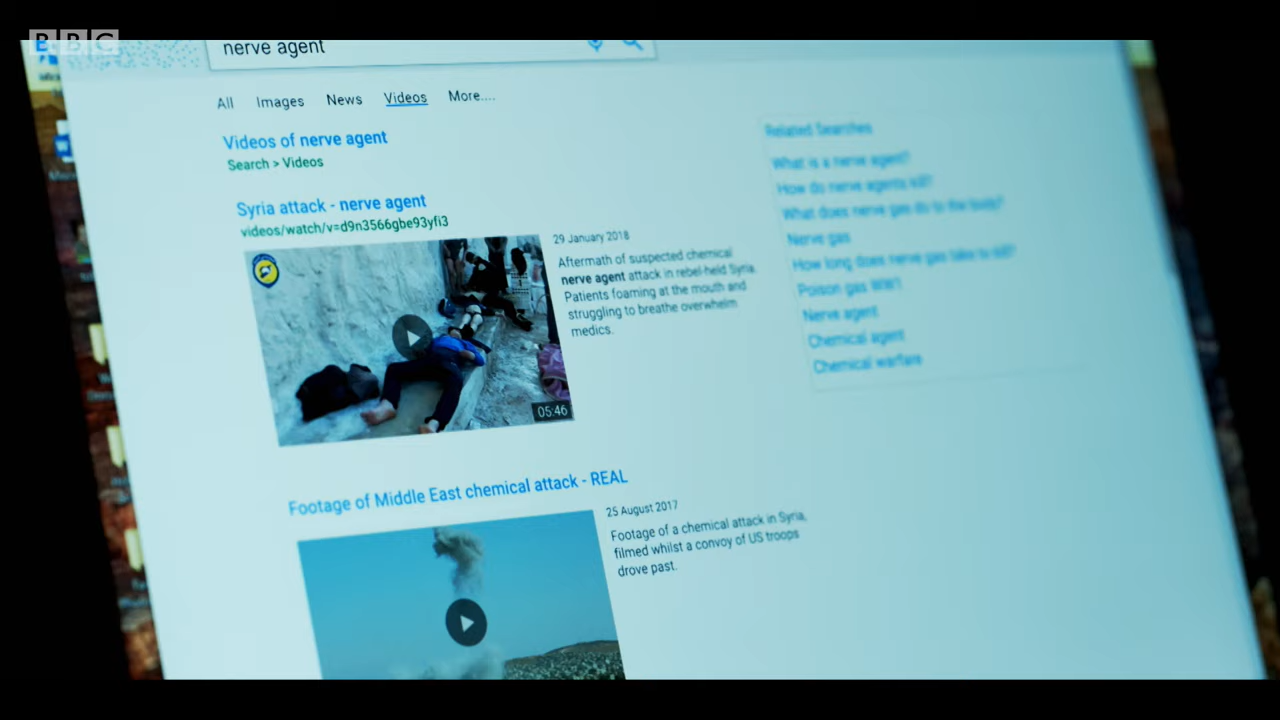 BBC
nerve agent
All Images News Videos More....
Videos of nerve agent
Search > Videos
Syria attack - nerve agent
videos/watch/v=d9n3566gbe93yfi3
29 January 2018
Aftermath of suspected chemical
nerve agent attack in rebel-held Syria.
Patients foaming at the mouth and
struggling to breathe overwhelm
medics.
05:46
Footage of Middle East chemical attack - REAL
25 August 2017
Footage of a chemical attack in Syria,
filmed whilst a convoy of US troops
drove past.
Related Searches
What is a nerve agent?
How do nerve agents kill?
What does nerve gas do to the body?
Nerve gas
How long does nerve gas take to kill?
Poison gas WW1
Nerve agent
Chemical agent
Chemical warfare